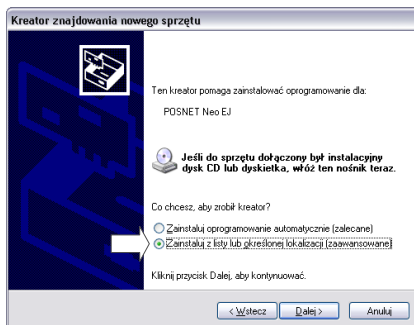 Kreator znajdowania nowego sprzętu
Ten kreator pomaga zainstalować oprogramowanie dla:
POSNET Neo EJ
Jeśli do sprzętu dołączony był instalacyjny
dysk CD lub dyskietka, włóż ten nośnik teraz.
Co chcesz, aby zrobił kreator?
Zainstaluj oprogramowanie automatycznie (zalecane)
Zainstaluj z listy lub określonej lokalizacji (zaawansowane)
Kliknij przycisk Dalej, aby kontynuować.
< Wstecz Dalej > Anuluj